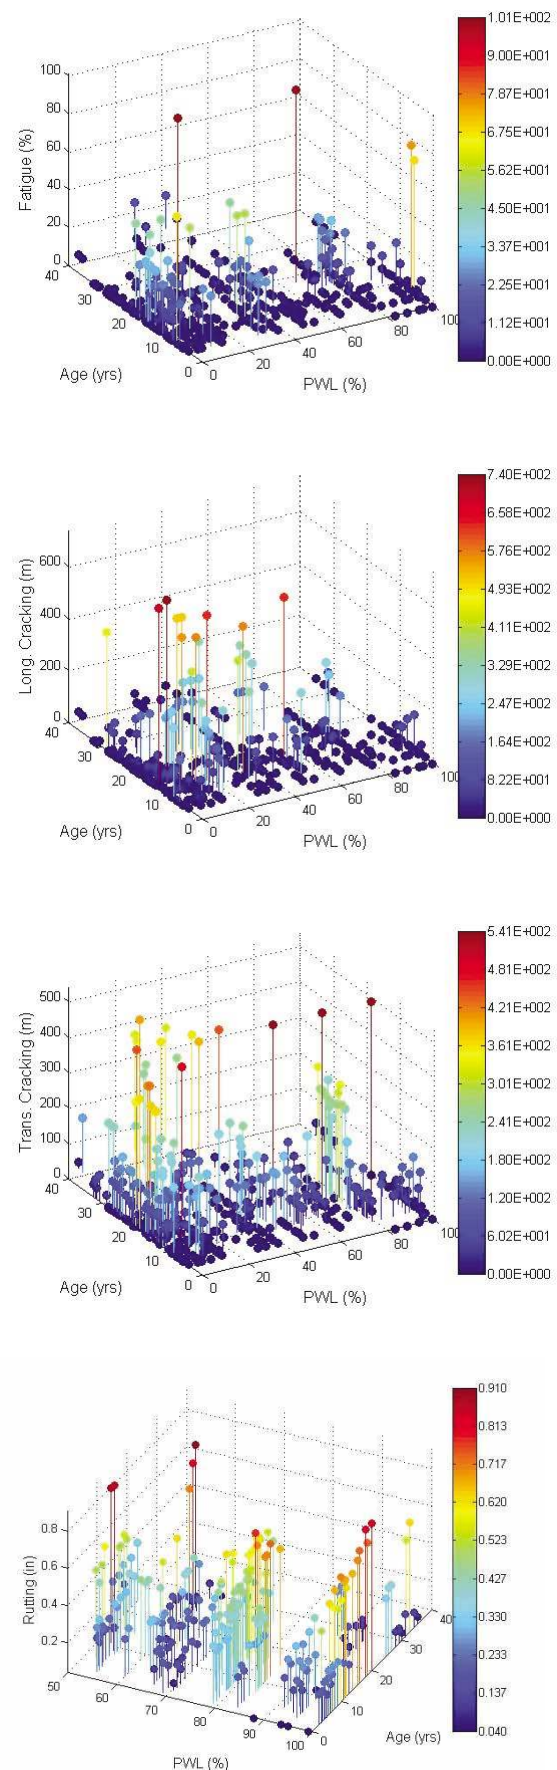 1.01E+002
9.00E+001
7.87E+001
6.75E+001
5.62E+001
4.50E+001
3.37E+001
2.25E+001
1.12E+001
0.00E+000
100
80
60
40
20
0
Fatigue (%)
40
30
20
10
0
Age (yrs)
0
20
40
60
80
100
PWL (%)
7.40E+002
6.58E+002
5.76E+002
4.93E+002
4.11E+002
3.29E+002
2.47E+002
1.64E+002
8.22E+001
0.00E+000
600
400
200
0
Long. Cracking (m)
40
30
20
10
0
Age (yrs)
0
20
40
60
80
100
PWL (%)
5.41E+002
4.81E+002
4.21E+002
3.61E+002
3.01E+002
2.41E+002
1.80E+002
1.20E+002
6.02E+001
0.00E+000
500
400
300
200
100
0
Trans. Cracking (m)
40
30
20
10
0
Age (yrs)
0
20
40
60
80
100
PWL (%)
0.910
0.813
0.717
0.620
0.523
0.427
0.330
0.233
0.137
0.040
0.8
0.6
0.4
0.2
Rutting (in)
50
60
70
80
90
100
PWL (%)
0
10
20
30
40
Age (yrs)